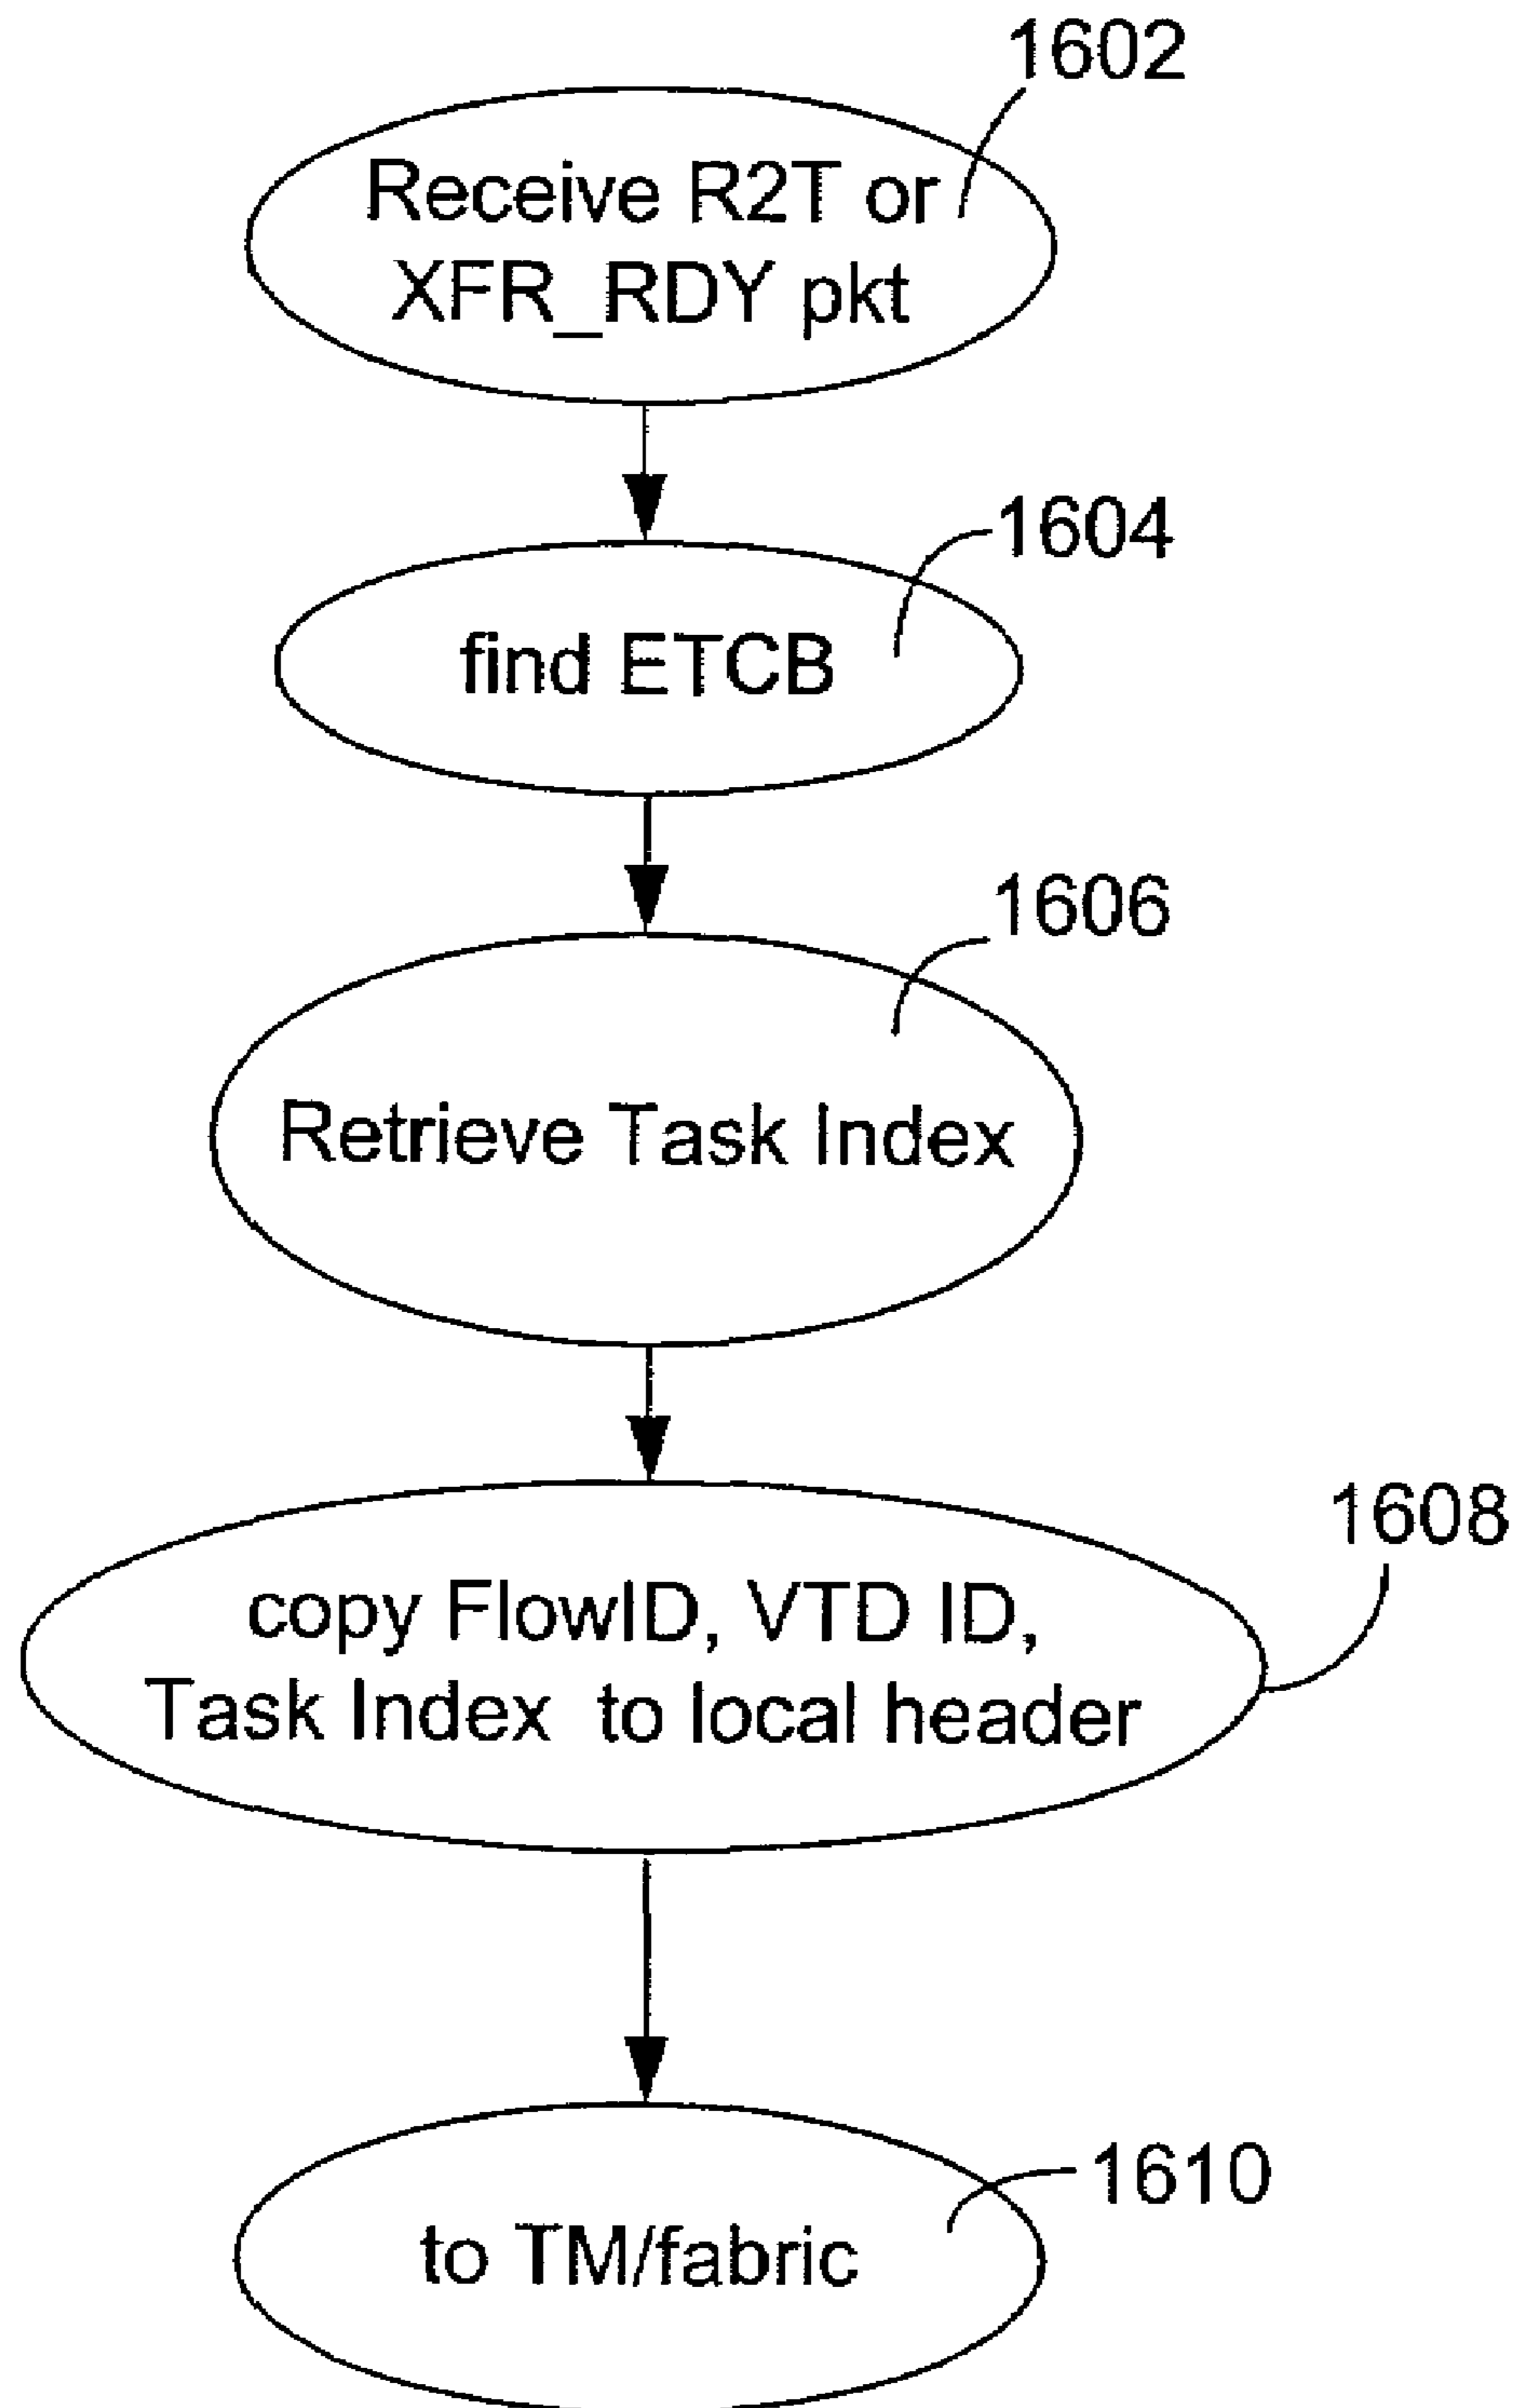 1602
Receive R2T or
XFR_RDY pkt
1604
find ETCB
1606
Retrieve Task Index
1608
copy FlowID, VTD ID,
Task Index to local header
1610
to TM/fabric